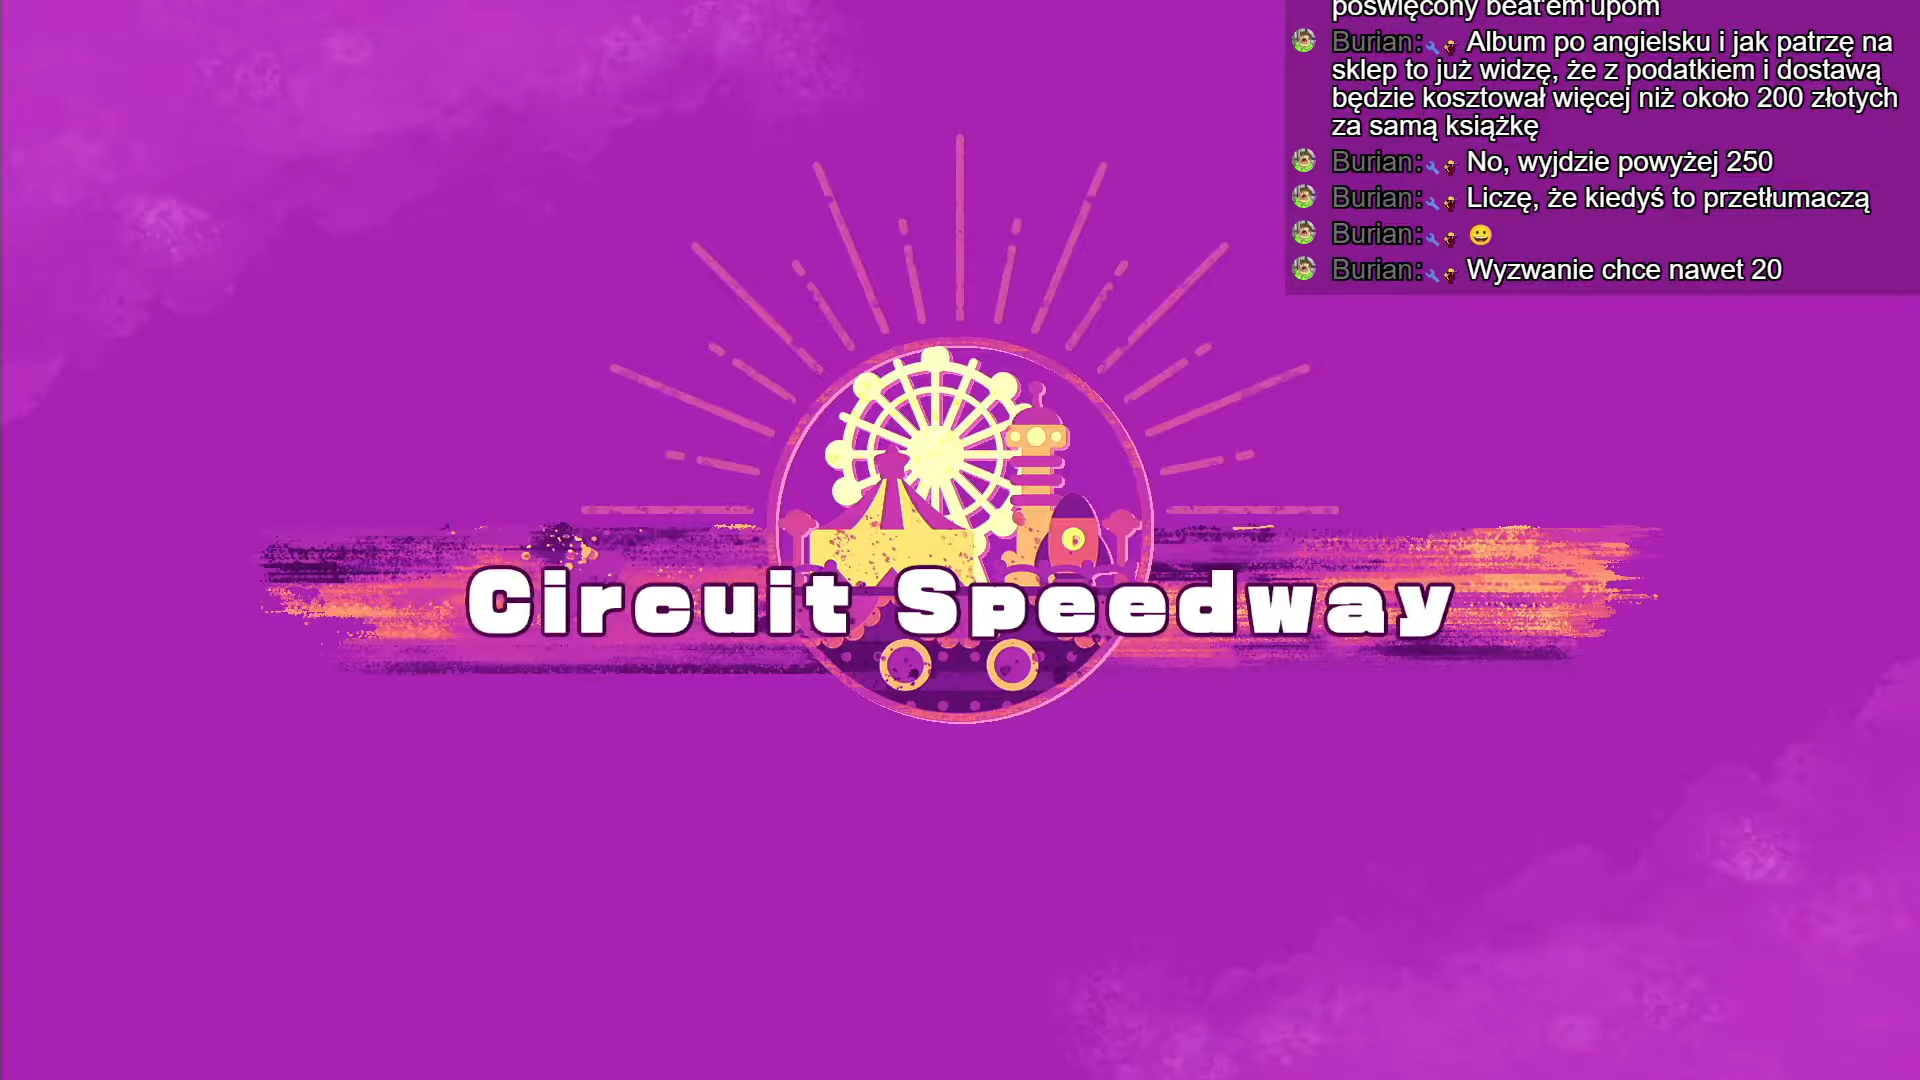 poświęcony beat'em'upom
Burian: Album po angielsku i jak patrzę na
sklep to już widzę, że z podatkiem i dostawą
będzie kosztował więcej niż około 200 złotych
za samą książkę
Burian: No, wyjdzie powyżej 250
Burian: Liczę, że kiedyś to przetłumaczą
Burian: 😀
Burian: Wyzwanie chce nawet 20
Circuit Speedway